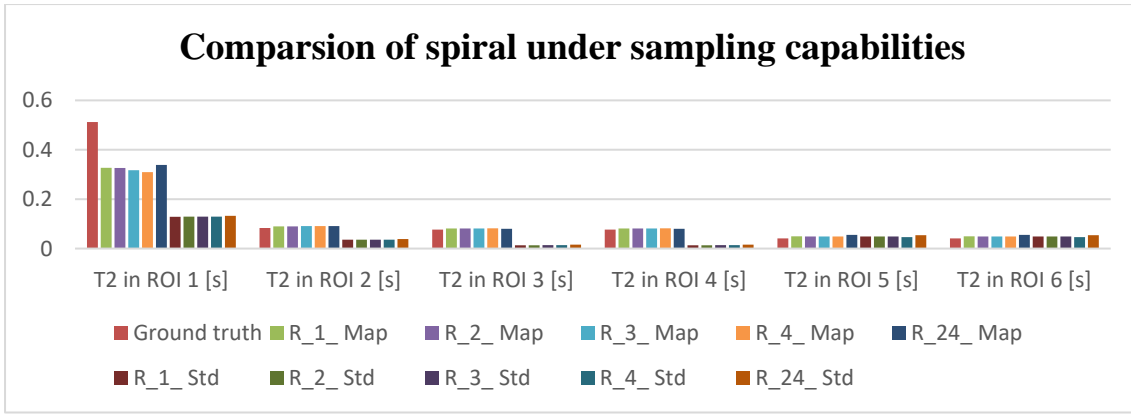 Comparsion of spiral under sampling capabilities
0.6
0.4
0.2
0
T2 in ROI 1 [s] T2 in ROI 2 [s] T2 in ROI 3 [s] T2 in ROI 4 [s] T2 in ROI 5 [s] T2 in ROI 6 [s]
Ground truth R_1_ Map R_2_ Map R_3_ Map R_4_ Map R_24_ Map
R_1_ Std R_2_ Std R_3_ Std R_4_ Std R_24_ Std